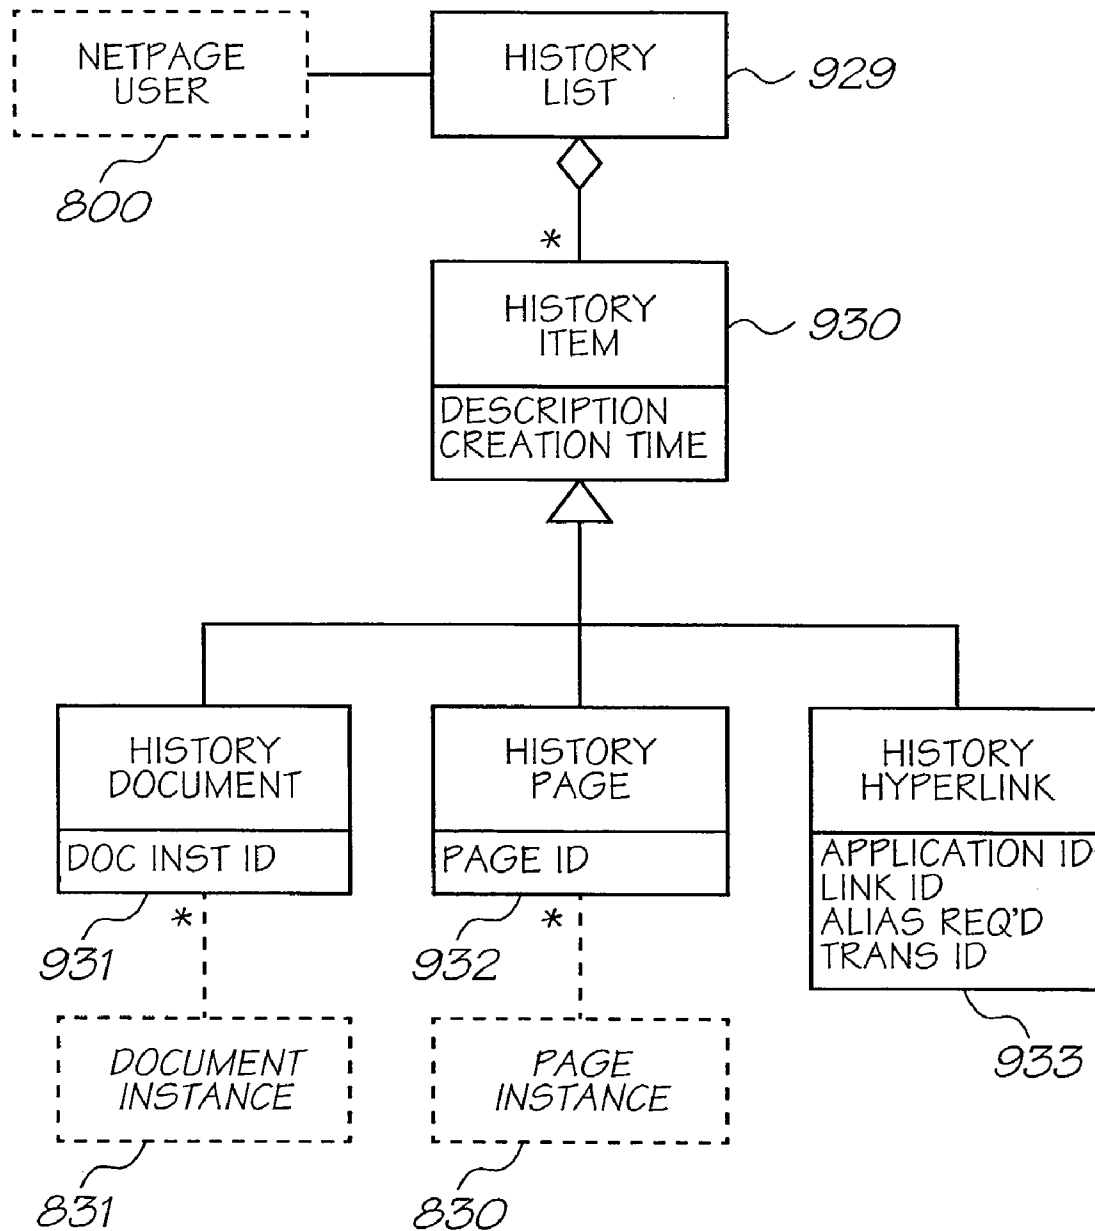 NETPAGE
USER
HISTORY
LIST
929
800
*
HISTORY
ITEM
930
DESCRIPTION
CREATION TIME
HISTORY
DOCUMENT
HISTORY
PAGE
HISTORY
HYPERLINK
DOC INST ID
PAGE ID
APPLICATION ID
LINK ID
ALIAS REQ'D
TRANS ID
*
931
*
932
933
DOCUMENT
INSTANCE
PAGE
INSTANCE
831
830